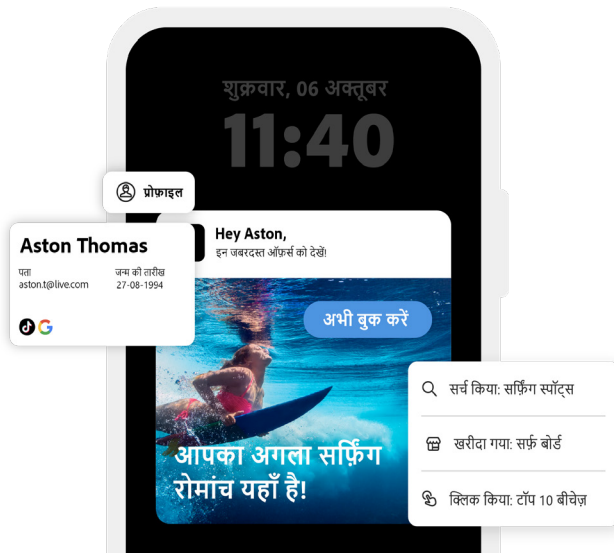 शुक्रवार, 06 अक्तूबर
11:40
प्रोफ़ाइल
Aston Thomas
पता
aston.t@live.com
जन्म की तारीख
27-08-1994
Hey Aston,
इन जबरदस्त ऑफ़र्स को देखें!
अभी बुक करें
आपका अगला सर्फ़िंग
रोमांच यहाँ है!
सर्च किया: सर्फ़िंग स्पॉट्स
खरीदा गया: सर्फ़ बोर्ड
क्लिक किया: टॉप 10 बीचेज़